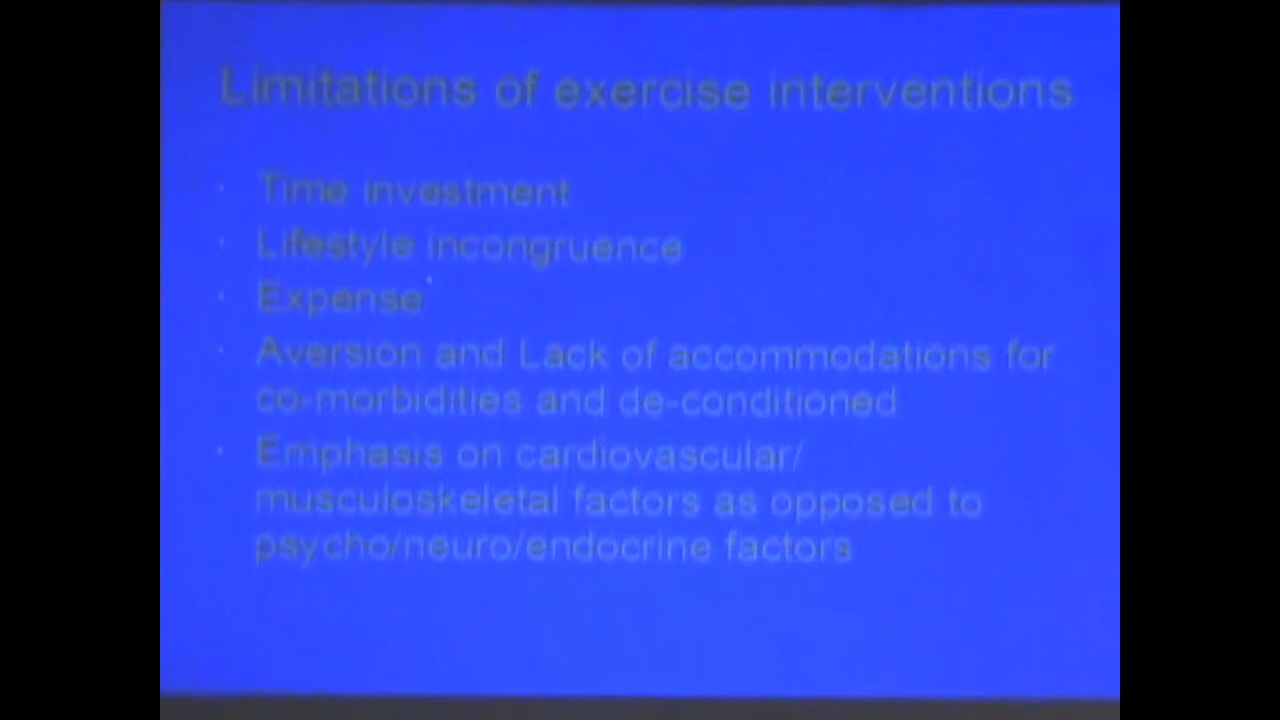 Limitations of exercise interventions
· Time investment
· Lifestyle incongruence
· Expense
· Aversion and Lack of accommodations for
co-morbidities and de-conditioned
· Emphasis on cardiovascular/
musculoskeletal factors as opposed to
psycho/neuro/endocrine factors